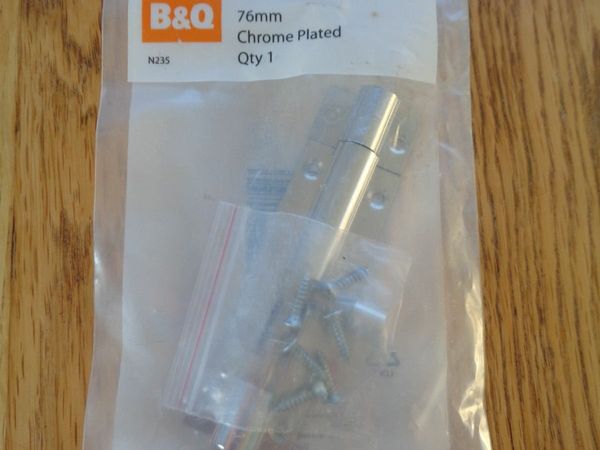 B&Q
76mm
Chrome Plated
Qty 1
N235